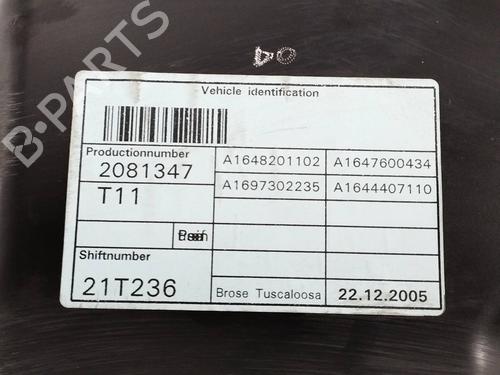 B-PARTS
Vehicle identification
Productionnumber
2081347
A1648201102
A1647600434
T11
A1697302235
A1644407110
Shiftnumber
21T236
Brose Tuscaloosa
22.12.2005